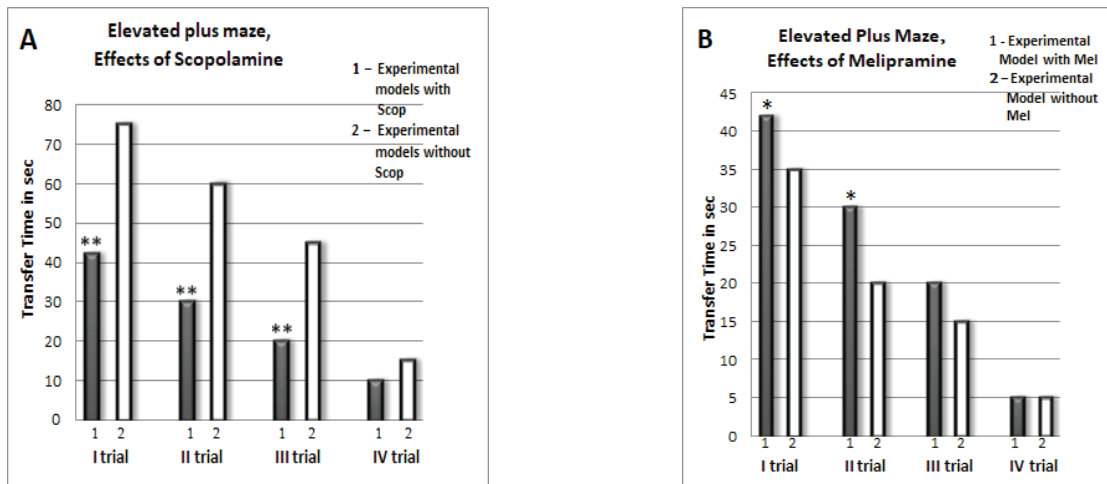 A
Elevated plus maze,
Effects of Scopolamine
1 – Experimental
models with
Scop
2 – Experimental
models without
Scop
Transfer Time in sec
80
70
60
50
40
30
20
10
0
**
**
**
1 2 1 2 1 2 1 2
I trial II trial III trial IV trial
B
Elevated Plus Maze,
Effects of Melipramine
1 - Experimental
Model with Mel
2 – Experimental
Model without
Mel
Transfer Time in sec
45
40
35
30
25
20
15
10
5
0
*
*
1 2 1 2 1 2 1 2
I trial II trial III trial IV trial